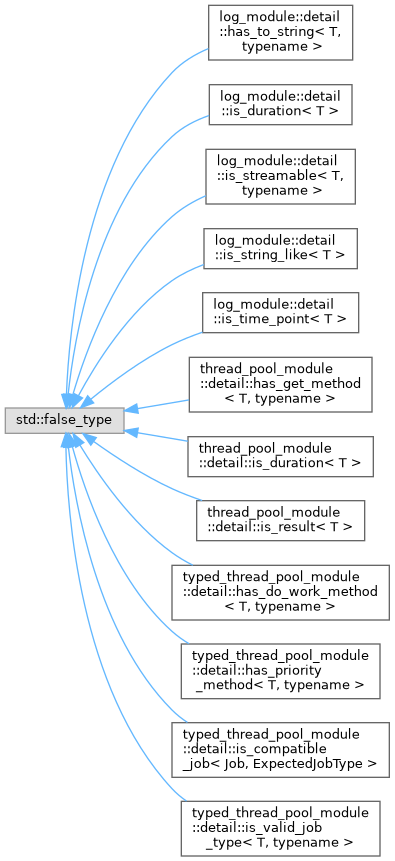 log_module::detail
::has_to_string< T,
typename >
log_module::detail
::is_duration< T >
log_module::detail
::is_streamable< T,
typename >
log_module::detail
::is_string_like< T >
log_module::detail
::is_time_point< T >
thread_pool_module
::detail::has_get_method
< T, typename >
std::false_type
thread_pool_module
::detail::is_duration< T >
thread_pool_module
::detail::is_result< T >
typed_thread_pool_module
::detail::has_do_work_method
< T, typename >
typed_thread_pool_module
::detail::has_priority
_method< T, typename >
typed_thread_pool_module
::detail::is_compatible
_job< Job, ExpectedJobType >
typed_thread_pool_module
::detail::is_valid_job
_type< T, typename >